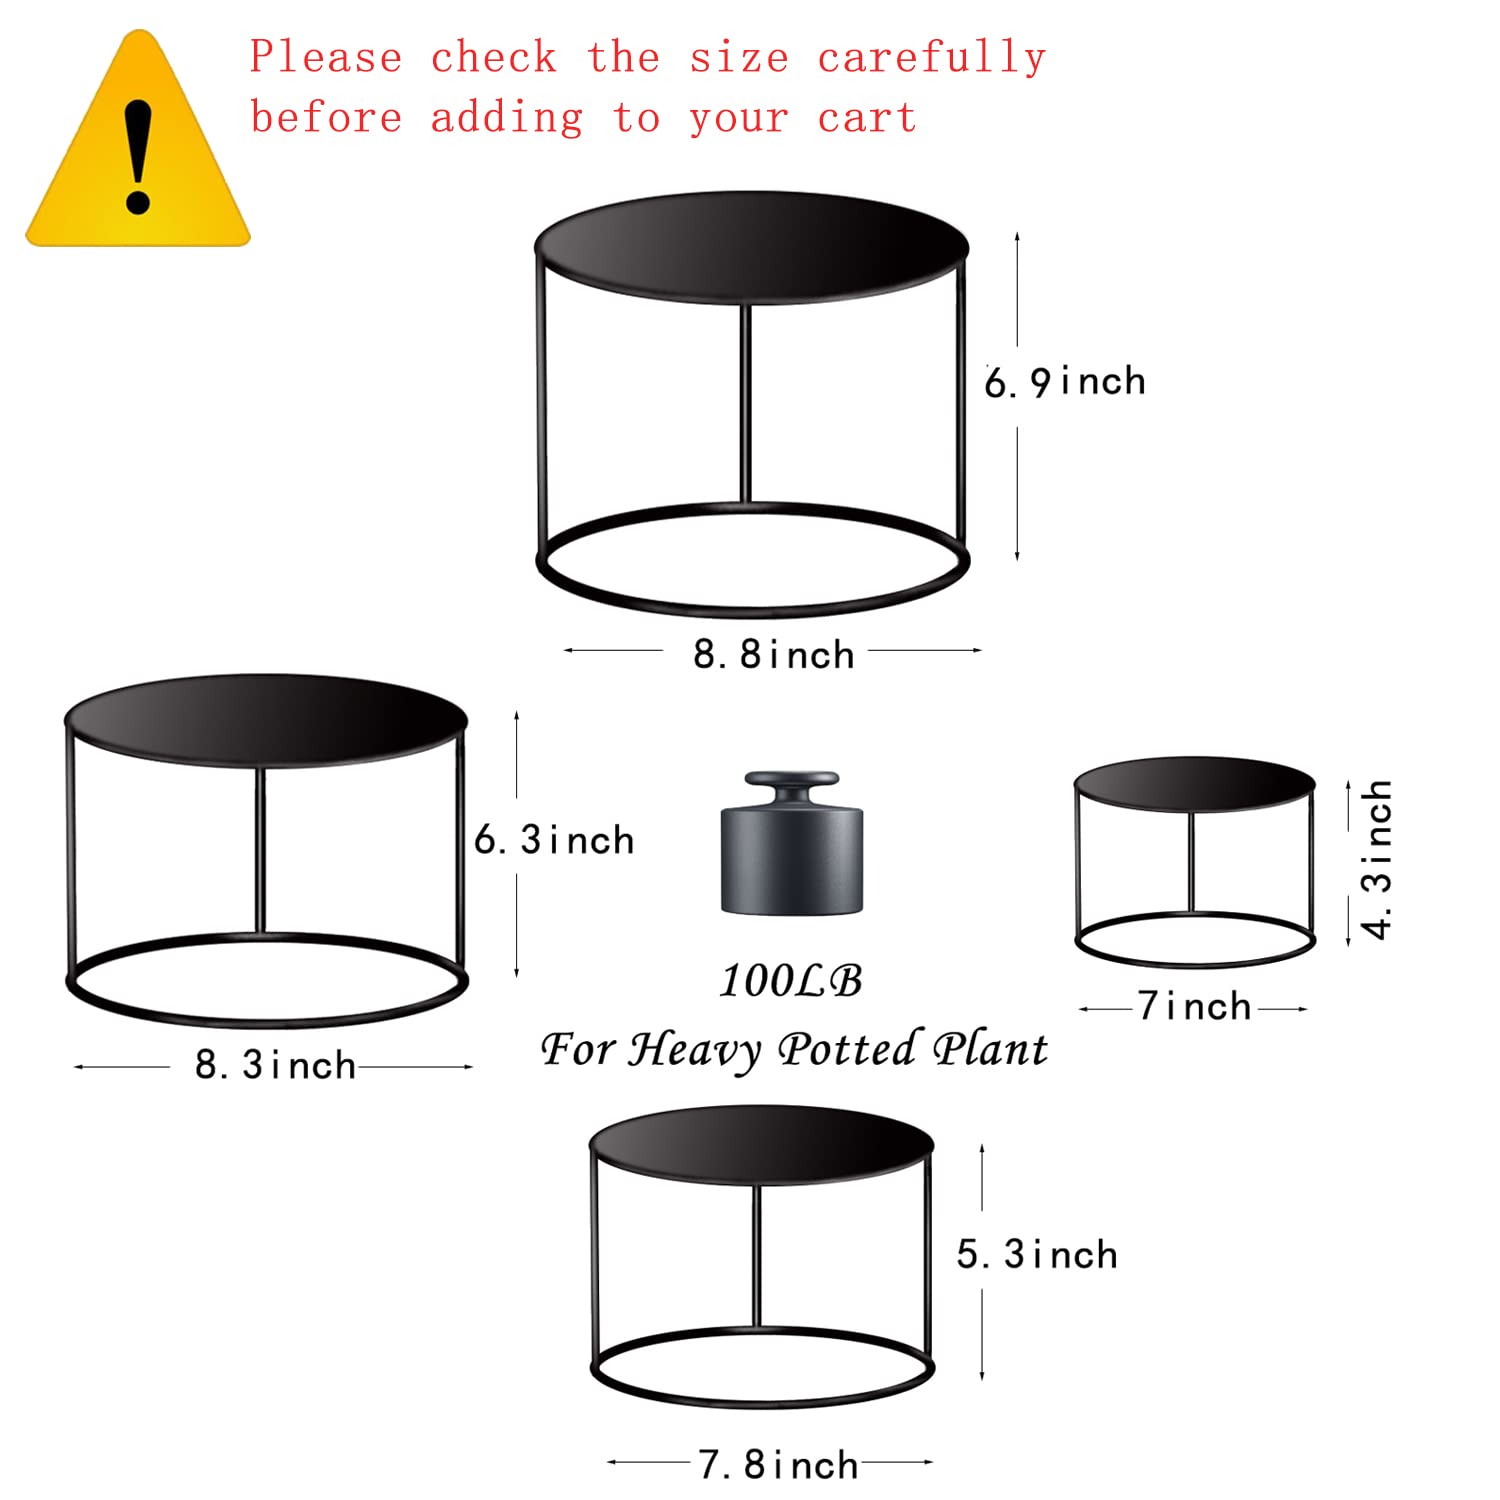 Please check the size carefully
before adding to your cart
6.9inch
8.8inch
6.3inch
8.3inch
100LB
For Heavy Potted Plant
4.3inch
7inch
5.3inch
7.8inch